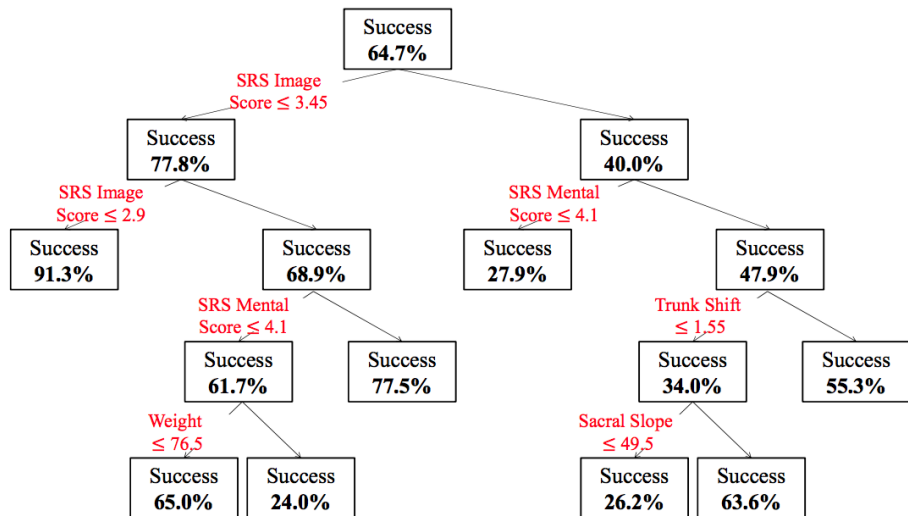 Success
64.7%
SRS Image
Score ≤ 3.45
Success
77.8%
Success
40.0%
SRS Image
Score ≤ 2.9
SRS Mental
Score ≤ 4.1
Success
91.3%
Success
68.9%
Success
27.9%
Success
47.9%
SRS Mental
Score ≤ 4.1
Trunk Shift
≤ 1.55
Success
61.7%
Success
77.5%
Success
34.0%
Success
55.3%
Weight
≤ 76.5
Sacral Slope
≤ 49.5
Success
65.0%
Success
24.0%
Success
26.2%
Success
63.6%